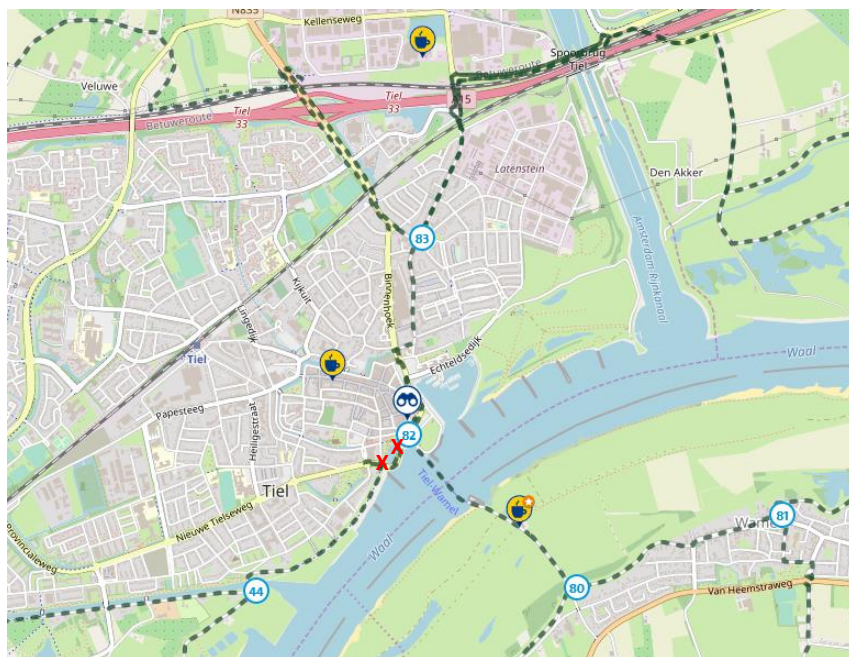 N835
Kellenseweg
Spoorbrug
Tiel
Betuweroute
Veluwe
Tiel
33
A15
Tiel
33
Betuweroute
Latenstein
Den Akker
83
Amsterdam-Rijnkanaal
Binnenhoek
Kijkuit
Lingedijk
Tiel
Echteldsedijk
Waal
Papesteeg
Heiligestraat
82
X
X
Tiel-Wamel
Tiel
Nieuwe Tielseweg
81
Wamel
Provincialeweg
Waal
44
80
Van Heemstraweg